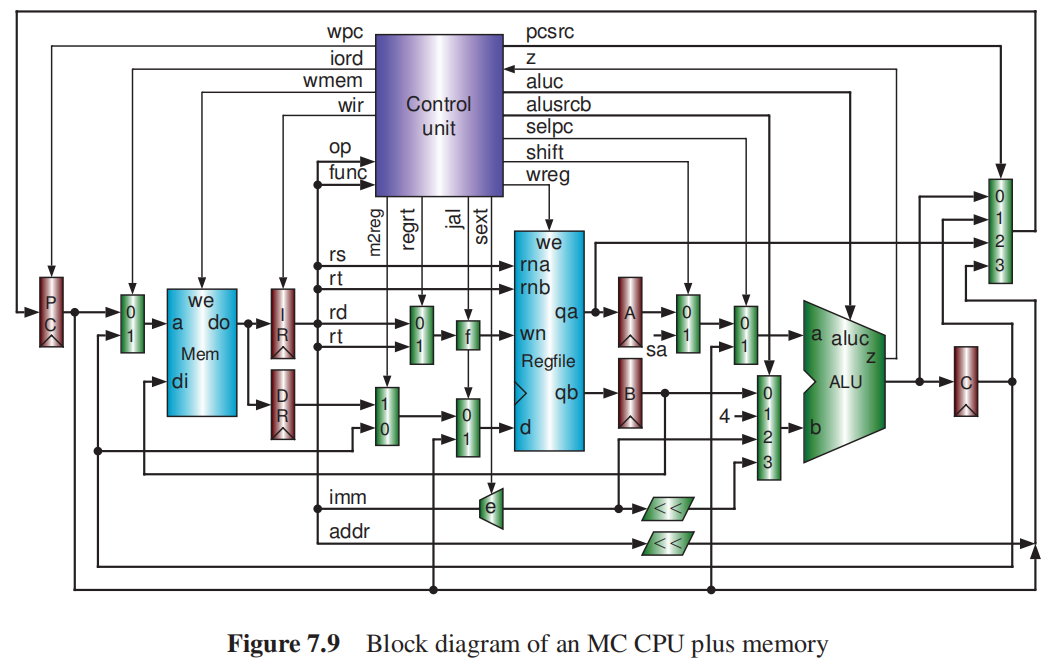 wpc
pcsrc
iord
z
wmem
aluc
wir
alusrcb
Control
unit
selpc
op
shift
func
wreg
m2reg
regrt
jal
sext
0
1
2
3
rs
we
rna
rt
rnb
P
C
0
1
we
a
do
Mem
di
I
R
rd
rt
0
1
f
wn
Regfile
qa
qb
d
A
sa
0
1
0
1
a
aluc
z
ALU
b
D
R
1
0
0
1
B
4
0
1
2
3
C
imm
e
<<
addr
<<
Figure 7.9 Block diagram of an MC CPU plus memory